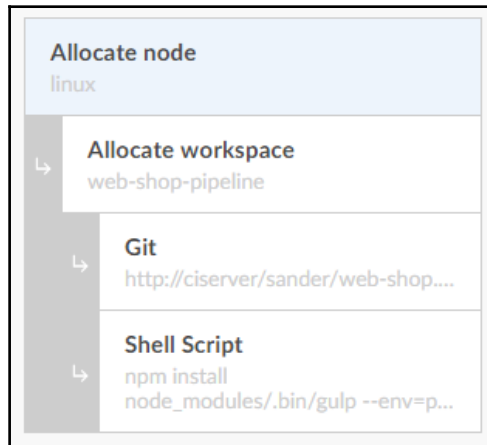 Allocate node
linux
Allocate workspace
web-shop-pipeline
Git
http://ciserver/sander/web-shop....
Shell Script
npm install
node_modules/.bin/gulp --env=p...